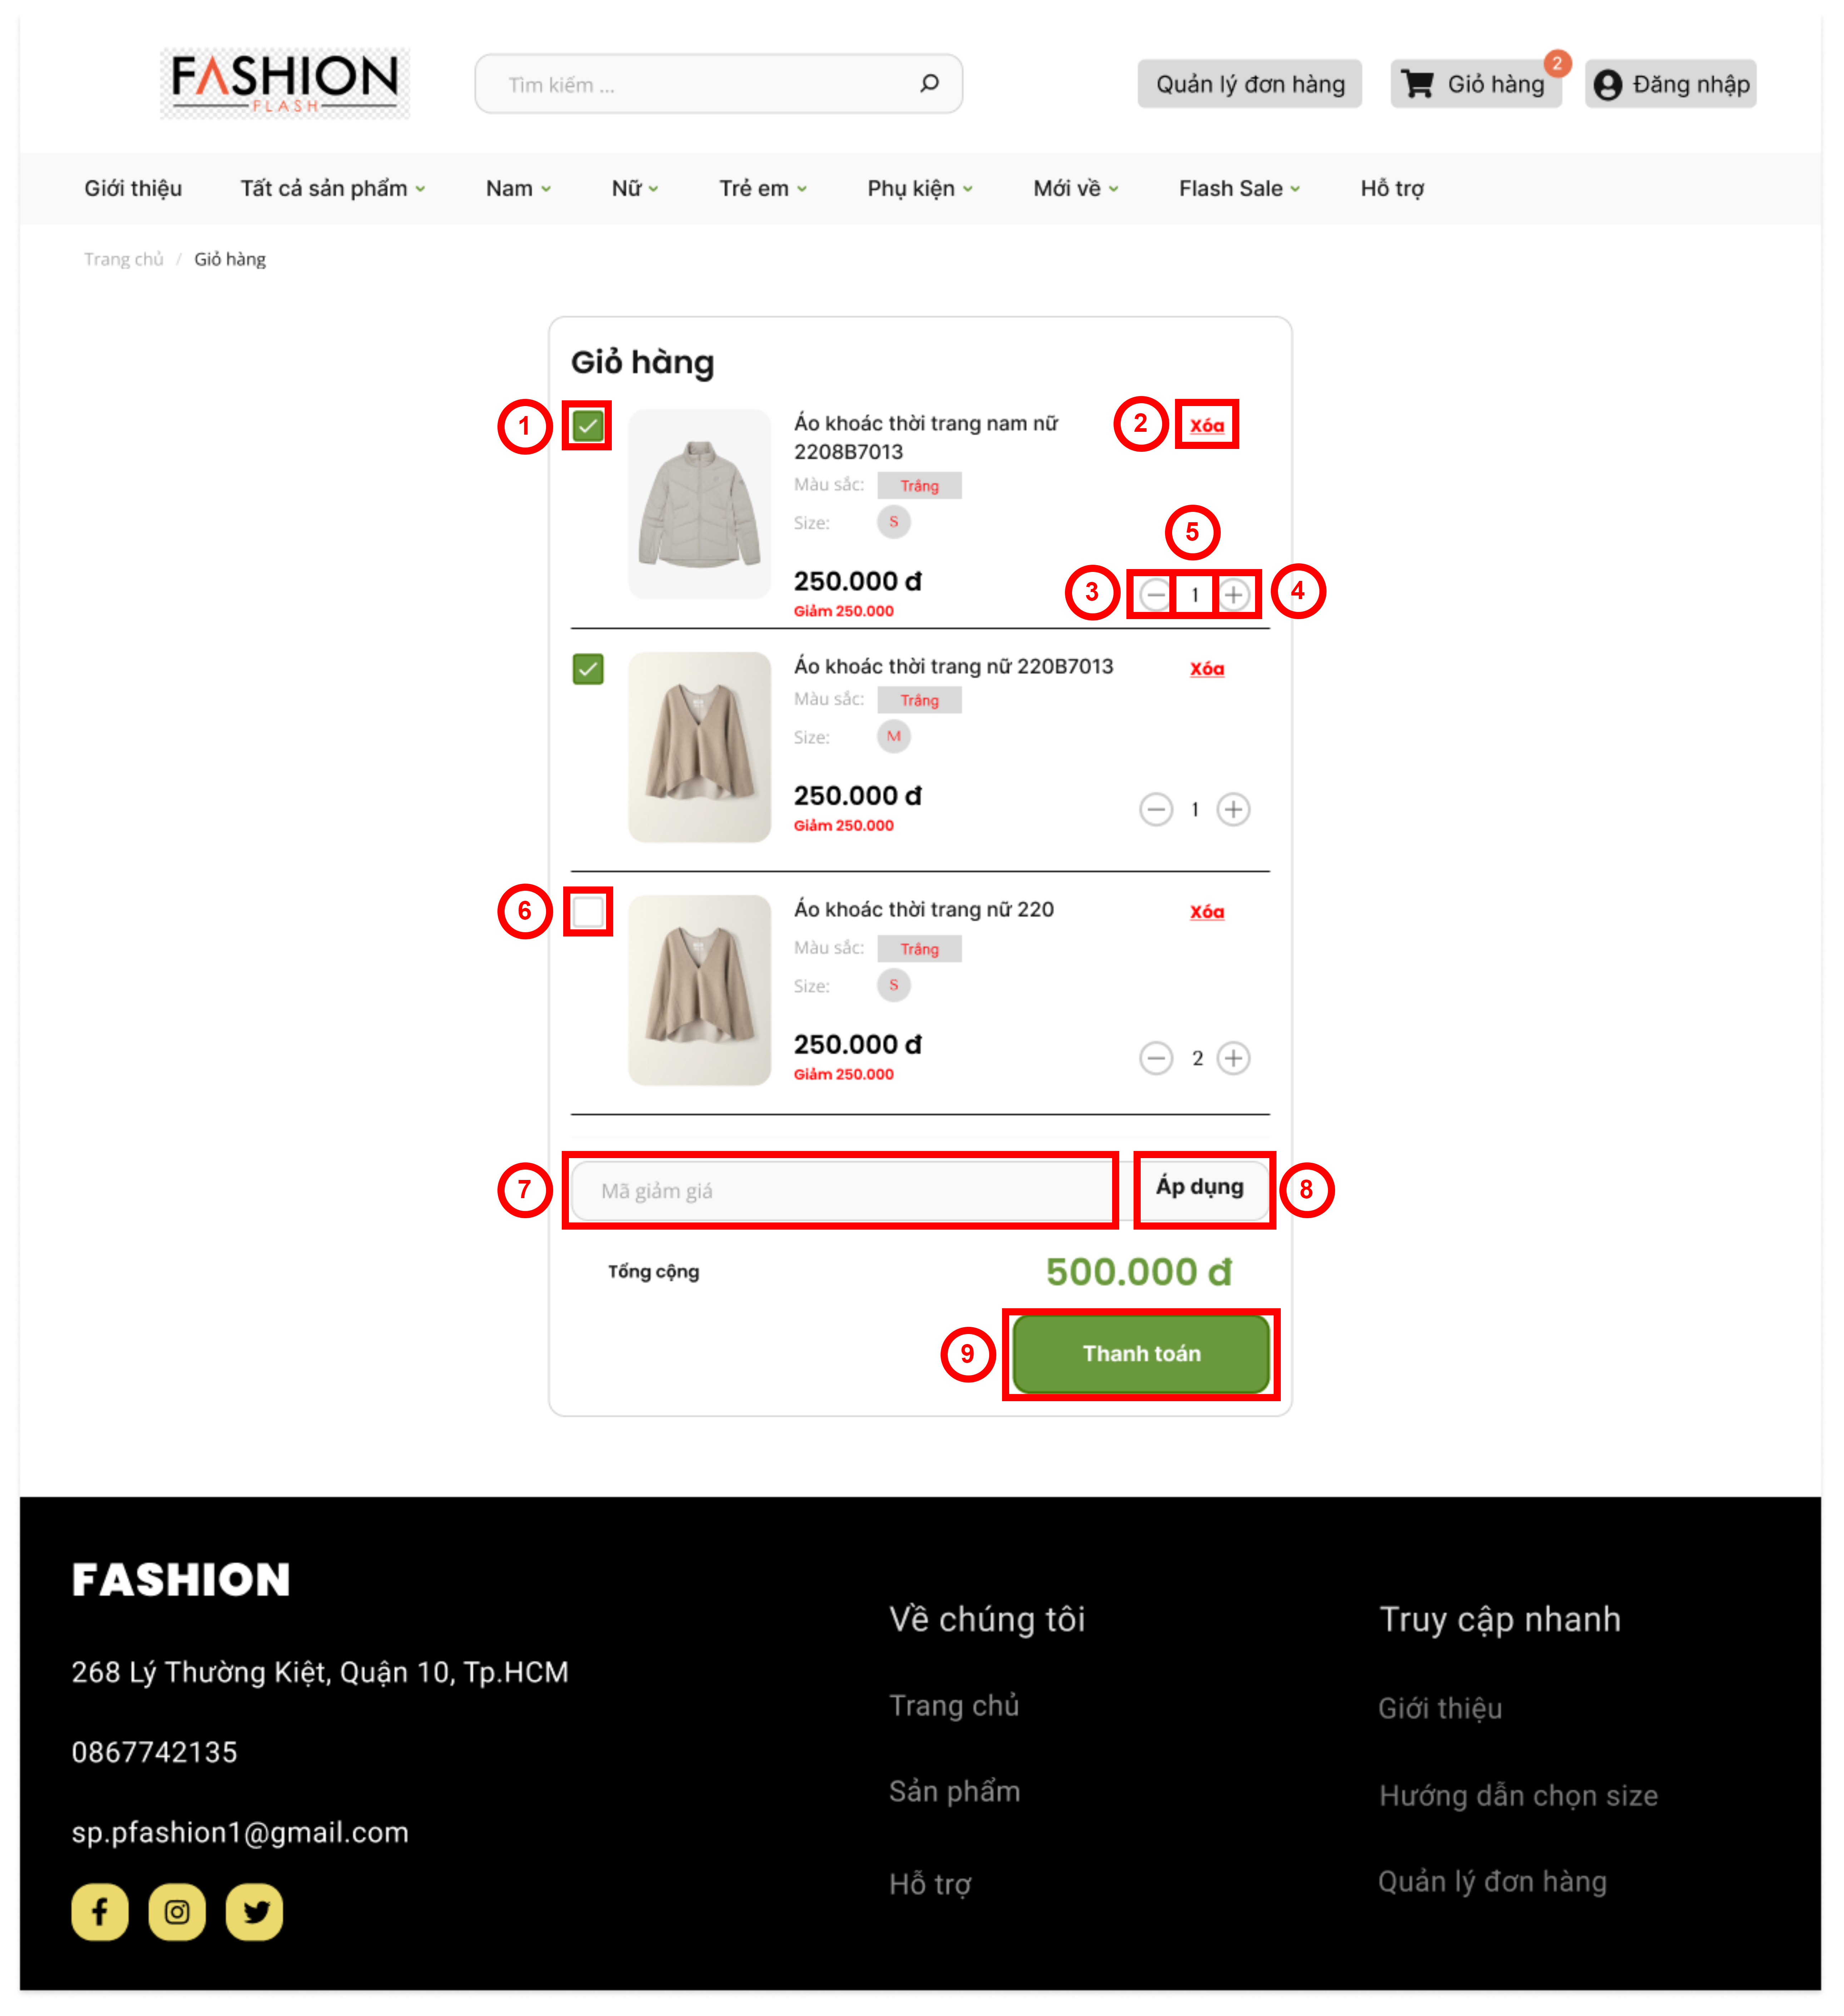 FASHION
FLASH
Tìm kiếm ...
Quản lý đơn hàng
Giỏ hàng
2
Đăng nhập
Giới thiệu
Tất cả sản phẩm
Nam
Nữ
Trẻ em
Phụ kiện
Mới về
Flash Sale
Hỗ trợ
Trang chủ / Giỏ hàng
Giỏ hàng
1
Áo khoác thời trang nam nữ
2208B7013
2
Xóa
Màu sắc: Trắng
Size: S
5
250.000 đ
Giảm 250.000
3
1
4
Áo khoác thời trang nữ 220B7013
Xóa
Màu sắc: Trắng
Size: M
250.000 đ
Giảm 250.000
1
6
Áo khoác thời trang nữ 220
Xóa
Màu sắc: Trắng
Size: S
250.000 đ
Giảm 250.000
2
7
Mã giảm giá
Áp dụng
8
Tổng cộng
500.000 đ
9
Thanh toán
FASHION
268 Lý Thường Kiệt, Quận 10, Tp.HCM
0867742135
sp.pfashion1@gmail.com
Về chúng tôi
Trang chủ
Sản phẩm
Hỗ trợ
Truy cập nhanh
Giới thiệu
Hướng dẫn chọn size
Quản lý đơn hàng